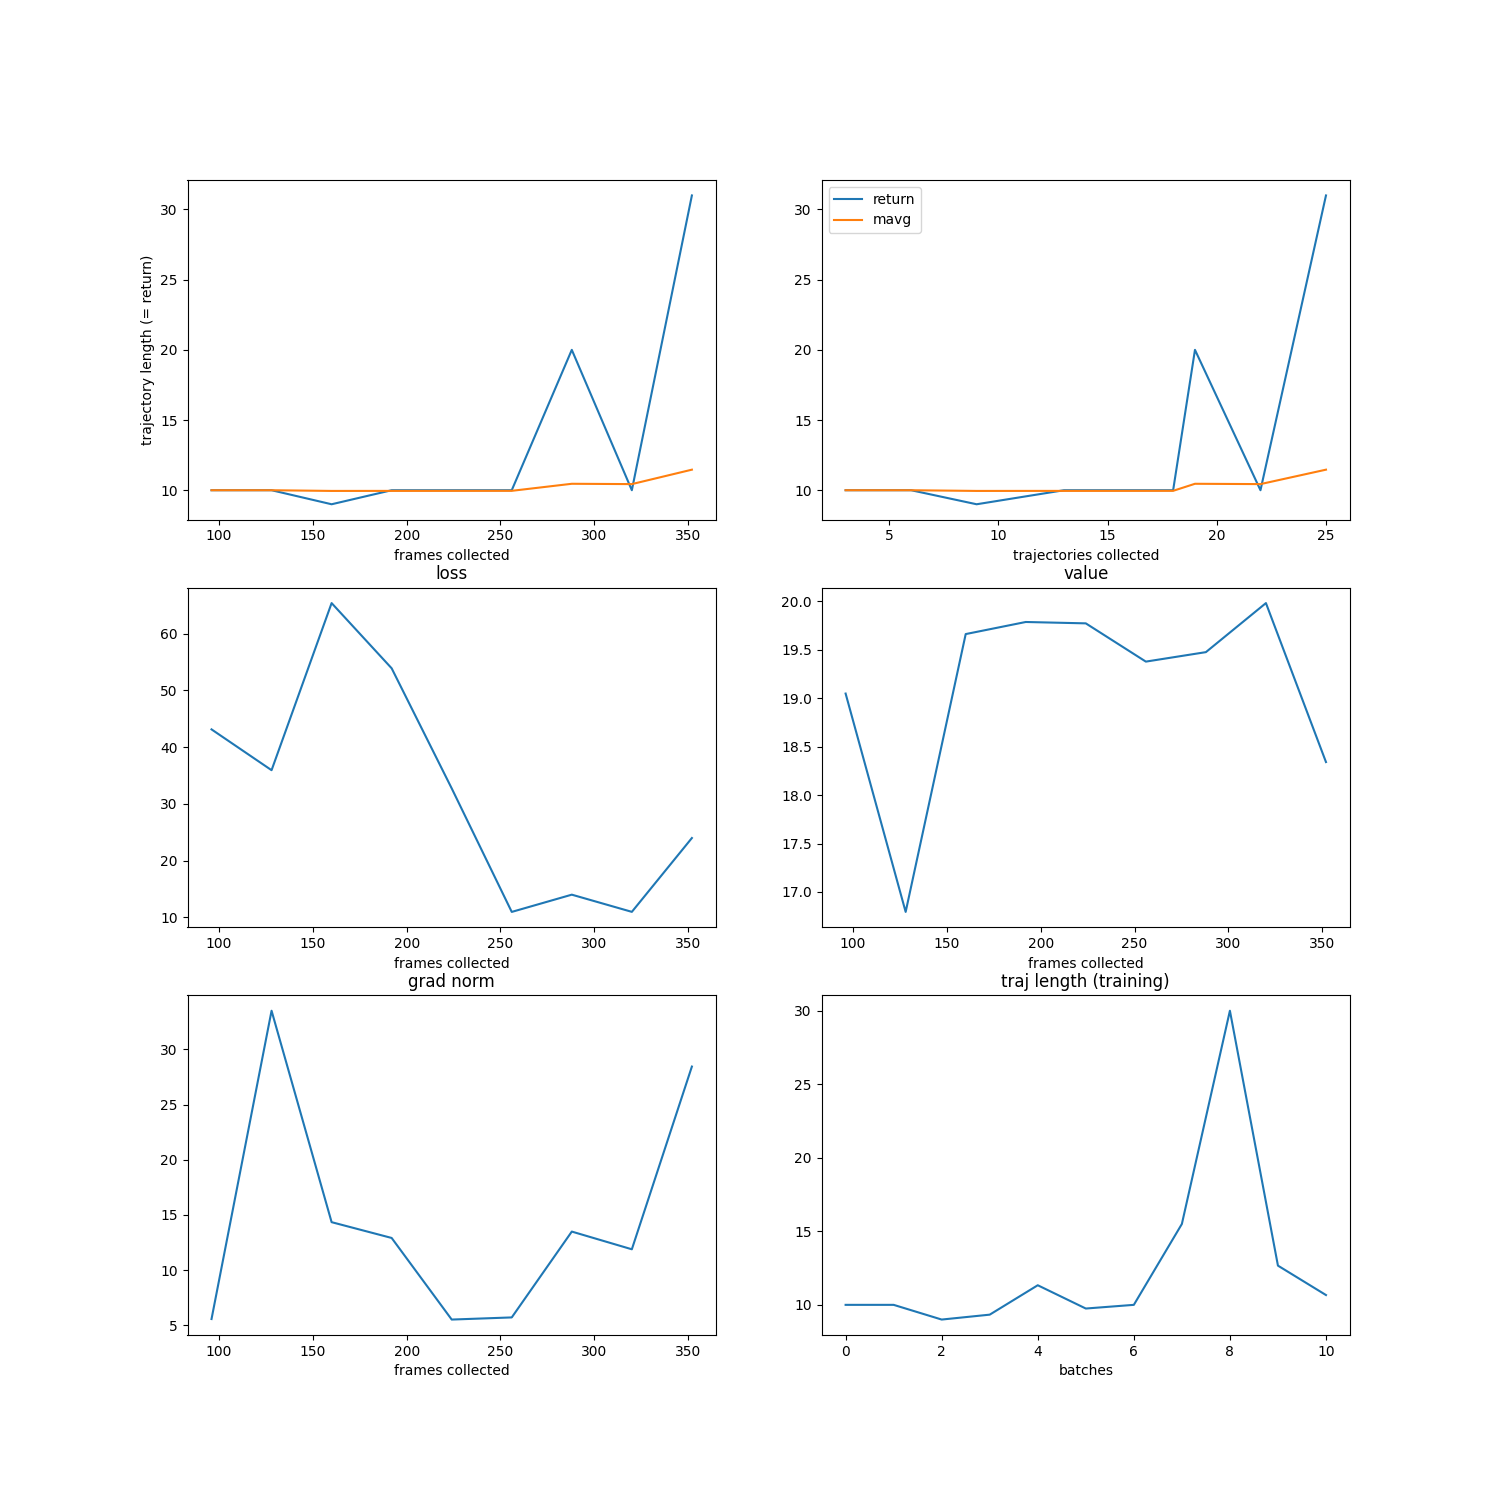 30
25
20
15
10
trajectory length (= return)
100 150 200 250 300 350
frames collected
return
mavg
30
25
20
15
10
5 10 15 20 25
trajectories collected
loss
60
50
40
30
20
10
100 150 200 250 300 350
frames collected
value
20.0
19.5
19.0
18.5
18.0
17.5
17.0
100 150 200 250 300 350
frames collected
grad norm
30
25
20
15
10
5
100 150 200 250 300 350
frames collected
traj length (training)
30
25
20
15
10
0 2 4 6 8 10
batches